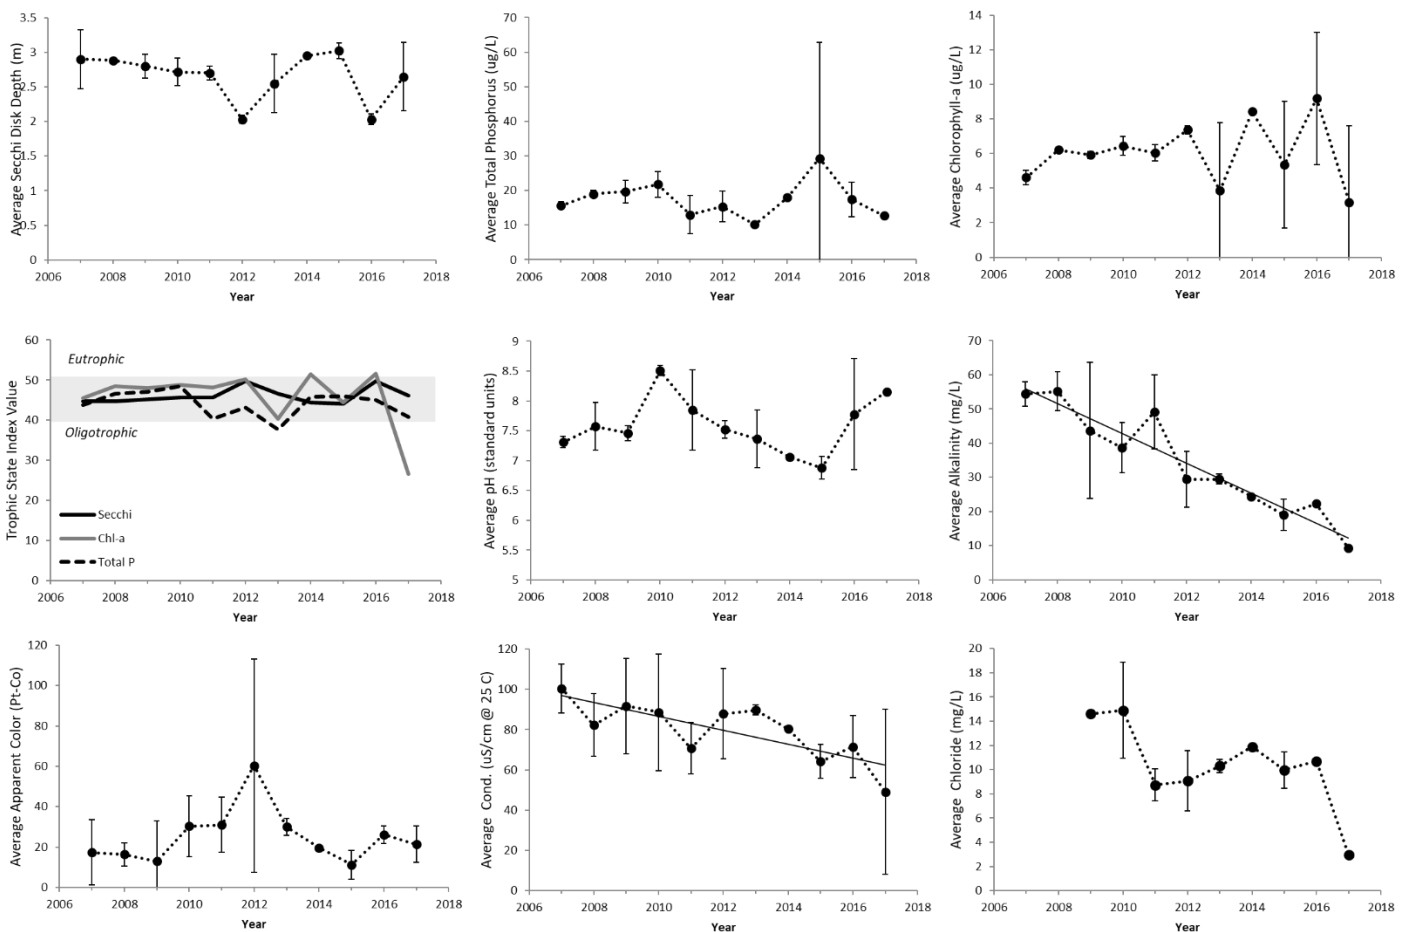 Average Secchi Disk Depth (m)
3.5
3
2.5
2
1.5
1
0.5
0
2006 2008 2010 2012 2014 2016 2018
Year
Average Total Phosphorus (ug/L)
70
60
50
40
30
20
10
0
2006 2008 2010 2012 2014 2016 2018
Year
Average Chlorophyll-a (ug/L)
14
12
10
8
6
4
2
0
2006 2008 2010 2012 2014 2016 2018
Year
Trophic State Index Value
60
50
40
30
20
10
0
Eutrophic
Oligotrophic
Secchi
Chl-a
Total P
2006 2008 2010 2012 2014 2016 2018
Year
Average pH (standard units)
9
8.5
8
7.5
7
6.5
6
5.5
5
2006 2008 2010 2012 2014 2016 2018
Year
Average Alkalinity (mg/L)
70
60
50
40
30
20
10
0
2006 2008 2010 2012 2014 2016 2018
Year
Average Apparent Color (Pt-Co)
120
100
80
60
40
20
0
2006 2008 2010 2012 2014 2016 2018
Year
Average Cond. (uS/cm @ 25 C)
120
100
80
60
40
20
0
2006 2008 2010 2012 2014 2016 2018
Year
Average Chloride (mg/L)
20
18
16
14
12
10
8
6
4
2
0
2006 2008 2010 2012 2014 2016 2018
Year